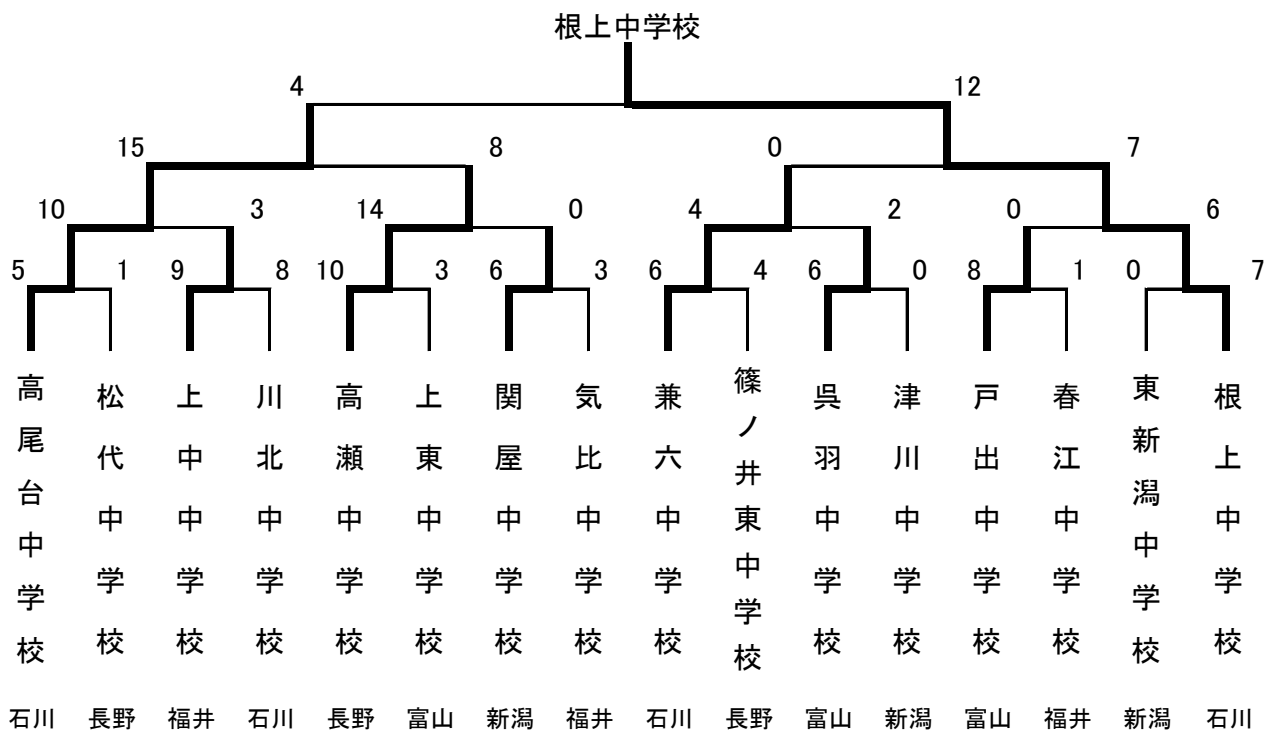 根上中学校
4 12
15 8 0 7
10 3 14 0 4 2 0 6
5 1 9 8 10 3 6 3 6 4 6 0 8 1 0 7
高尾台中学校
松代中学校
上中中学校
川北中学校
高瀬中学校
上東中学校
関屋中学校
気比中学校
兼六中学校
篠ノ井東中学校
呉羽中学校
津川中学校
戸出中学校
春江中学校
東新潟中学校
根上中学校
石川 長野 福井 石川 長野 富山 新潟 福井 石川 長野 富山 新潟 富山 福井 新潟 石川